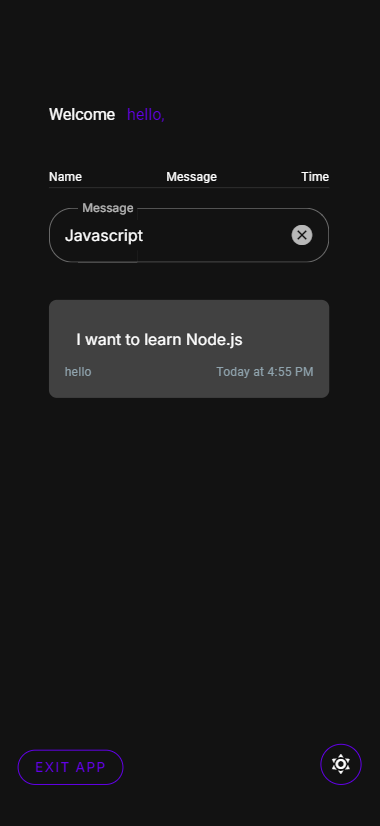 Welcome hello,
Name Message Time
Message
Javascript
I want to learn Node.js
hello Today at 4:55 PM
EXIT APP